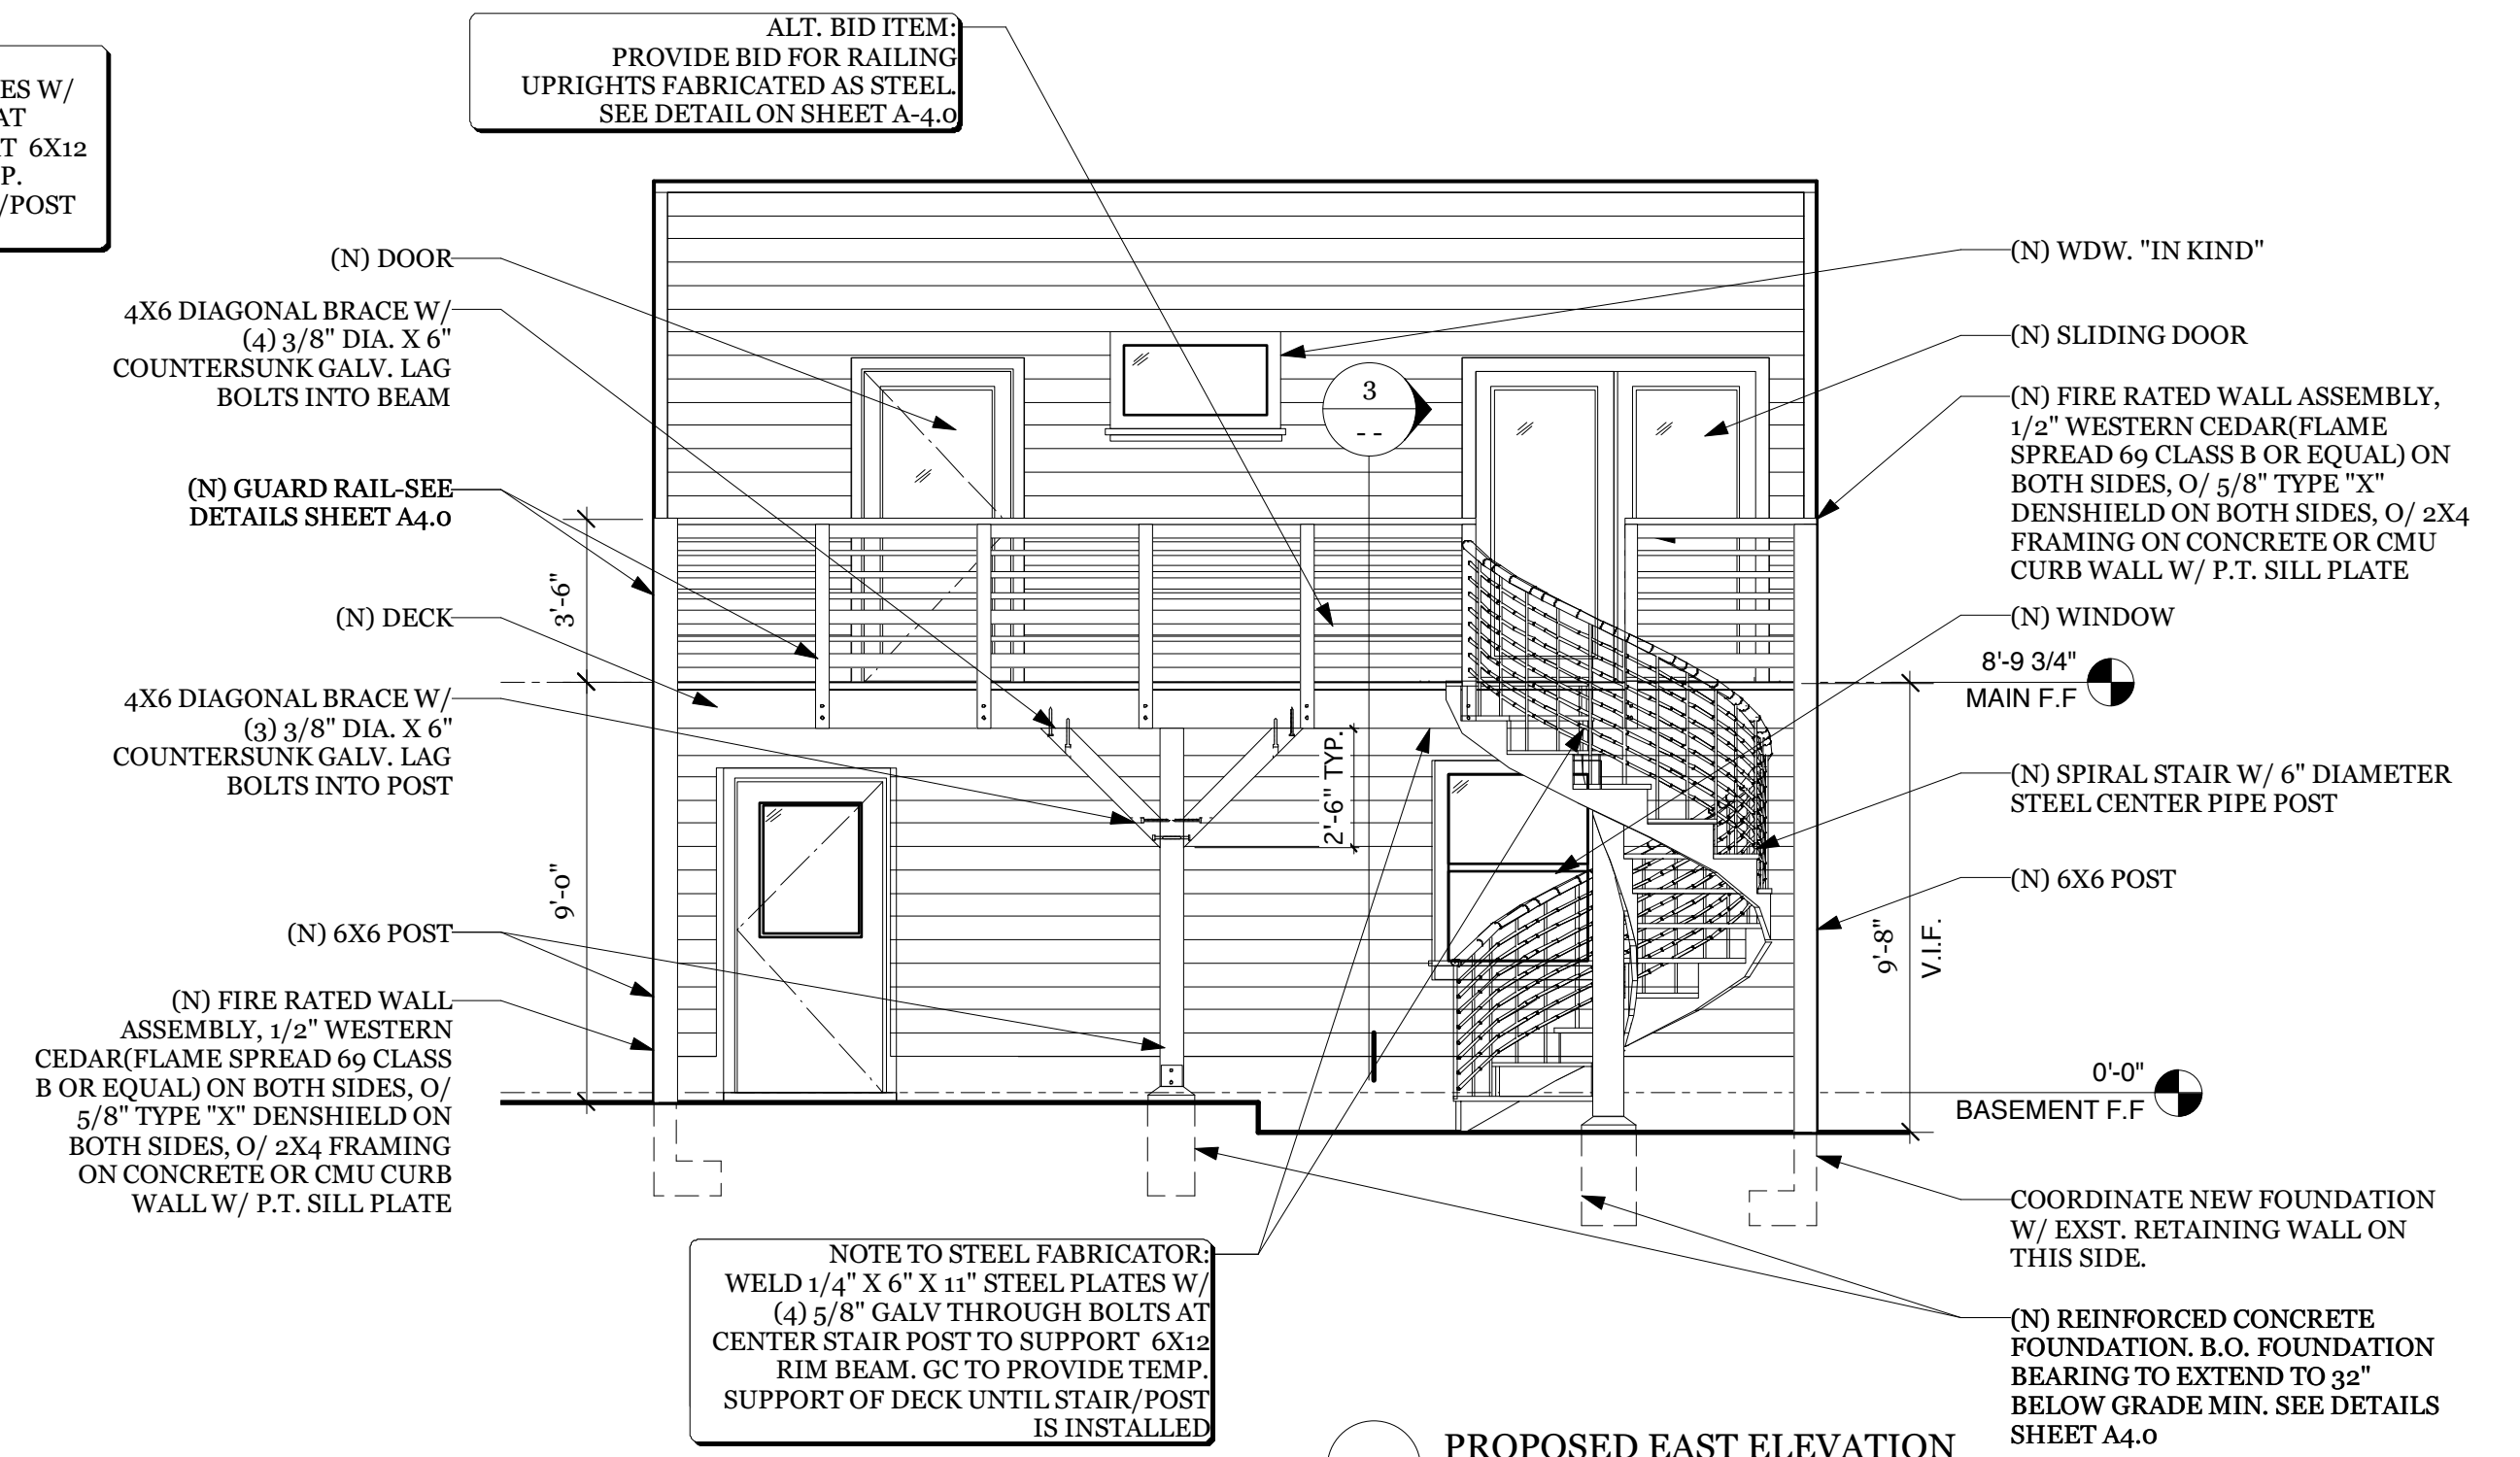 ES W/
AT
AT 6X12
P.
/POST
ALT. BID ITEM:
PROVIDE BID FOR RAILING
UPRIGHTS FABRICATED AS STEEL.
SEE DETAIL ON SHEET A-4.0
(N) DOOR
4X6 DIAGONAL BRACE W/
(4) 3/8" DIA. X 6"
COUNTERSUNK GALV. LAG
BOLTS INTO BEAM
(N) GUARD RAIL-SEE
DETAILS SHEET A4.0
(N) DECK
4X6 DIAGONAL BRACE W/
(3) 3/8" DIA. X 6"
COUNTERSUNK GALV. LAG
BOLTS INTO POST
(N) 6X6 POST
(N) FIRE RATED WALL
ASSEMBLY, 1/2" WESTERN
CEDAR(FLAME SPREAD 69 CLASS
B OR EQUAL) ON BOTH SIDES, O/
5/8" TYPE "X" DENSHIELD ON
BOTH SIDES, O/ 2X4 FRAMING
ON CONCRETE OR CMU CURB
WALL W/ P.T. SILL PLATE
3'-6"
9'-0"
3
- -
2'-6" TYP.
(N) WDW. "IN KIND"
(N) SLIDING DOOR
(N) FIRE RATED WALL ASSEMBLY,
1/2" WESTERN CEDAR(FLAME
SPREAD 69 CLASS B OR EQUAL) ON
BOTH SIDES, O/ 5/8" TYPE "X"
DENSHIELD ON BOTH SIDES, O/ 2X4
FRAMING ON CONCRETE OR CMU
CURB WALL W/ P.T. SILL PLATE
(N) WINDOW
8'-9 3/4"
MAIN F.F
(N) SPIRAL STAIR W/ 6" DIAMETER
STEEL CENTER PIPE POST
(N) 6X6 POST
9'-8"
V.I.F.
0'-0"
BASEMENT F.F
COORDINATE NEW FOUNDATION
W/ EXST. RETAINING WALL ON
THIS SIDE.
(N) REINFORCED CONCRETE
FOUNDATION. B.O. FOUNDATION
BEARING TO EXTEND TO 32"
BELOW GRADE MIN. SEE DETAILS
SHEET A4.0
NOTE TO STEEL FABRICATOR:
WELD 1/4" X 6" X 11" STEEL PLATES W/
(4) 5/8" GALV THROUGH BOLTS AT
CENTER STAIR POST TO SUPPORT 6X12
RIM BEAM. GC TO PROVIDE TEMP.
SUPPORT OF DECK UNTIL STAIR/POST
IS INSTALLED
PROPOSED EAST ELEVATION